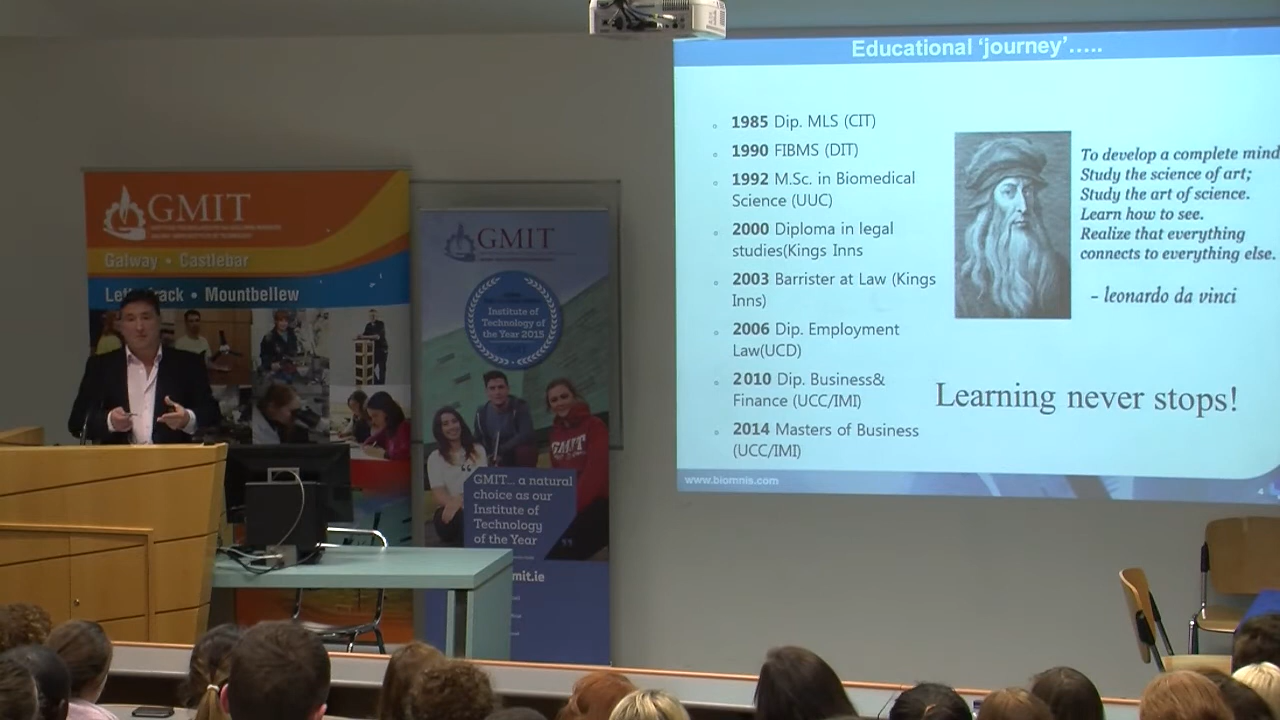 Educational ‘journey’.....
1985 Dip. MLS (CIT)
1990 FIBMS (DIT)
1992 M.Sc. in Biomedical
Science (UUC)
2000 Diploma in legal
studies(Kings Inns
2003 Barrister at Law (Kings
Inns)
2006 Dip. Employment
Law(UCD)
2010 Dip. Business&
Finance (UCC/IMI)
2014 Masters of Business
(UCC/IMI)
To develop a complete mind
Study the science of art;
Study the art of science.
Learn how to see.
Realize that everything
connects to everything else.
– leonardo da vinci
Learning never stops!
www.biomnis.com
4
GMIT
Galway • Castlebar
Letterfrack • Mountbellew
GMIT
Institute of
Technology of
the Year 2015
GMIT... a natural
choice as our
Institute of
Technology
of the Year
mit.ie
GMIT